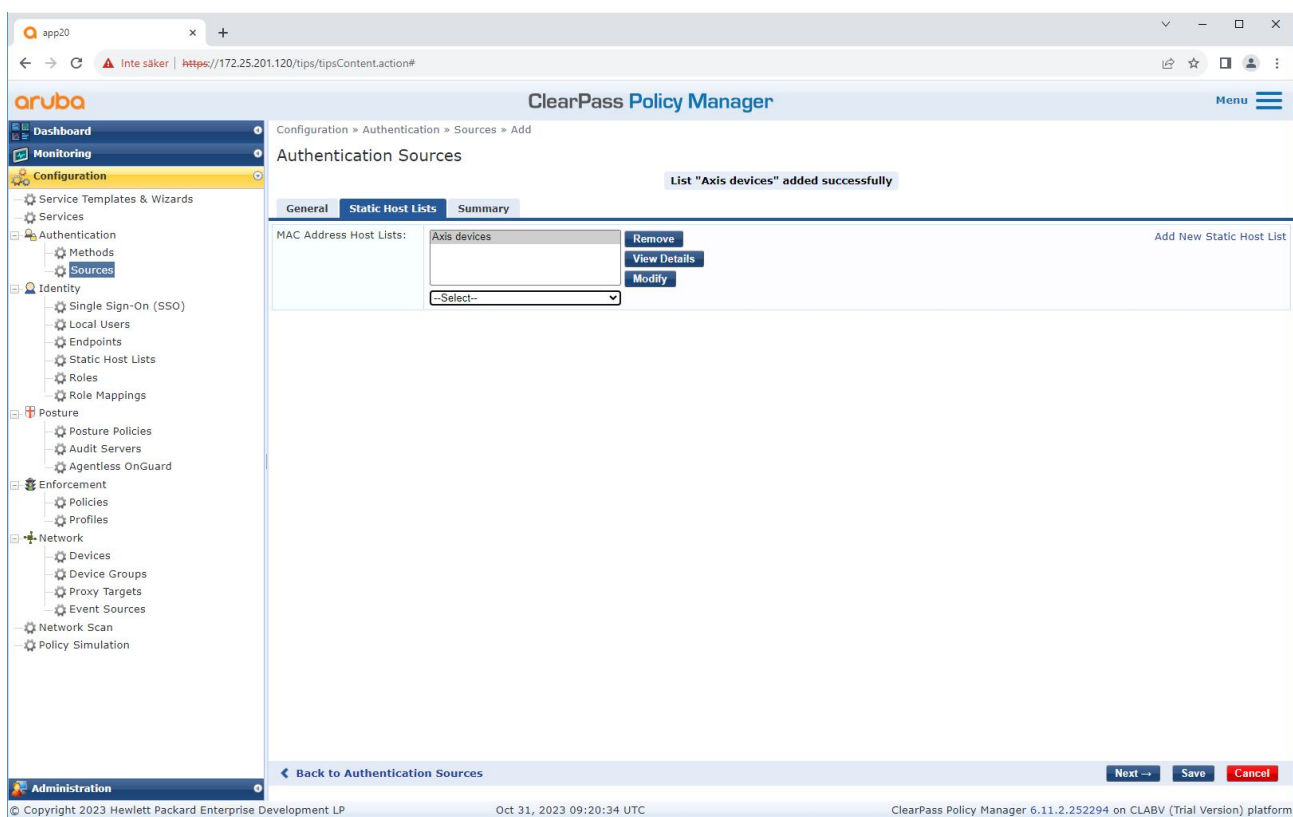 app20
Inte säker | https://172.25.201.120/tips/tipsContent.action#
aruba
ClearPass Policy Manager
Menu
Dashboard
Monitoring
Configuration
Service Templates & Wizards
Services
Authentication
Methods
Sources
Identity
Single Sign-On (SSO)
Local Users
Endpoints
Static Host Lists
Roles
Role Mappings
Posture
Posture Policies
Audit Servers
Agentless OnGuard
Enforcement
Policies
Profiles
Network
Devices
Device Groups
Proxy Targets
Event Sources
Network Scan
Policy Simulation
Administration
Configuration » Authentication » Sources » Add
Authentication Sources
List "Axis devices" added successfully
General Static Host Lists Summary
MAC Address Host Lists:
Axis devices
--Select--
Remove
View Details
Modify
Add New Static Host List
Back to Authentication Sources
Next → Save Cancel
© Copyright 2023 Hewlett Packard Enterprise Development LP Oct 31, 2023 09:20:34 UTC ClearPass Policy Manager 6.11.2.252294 on CLABV (Trial Version) platform